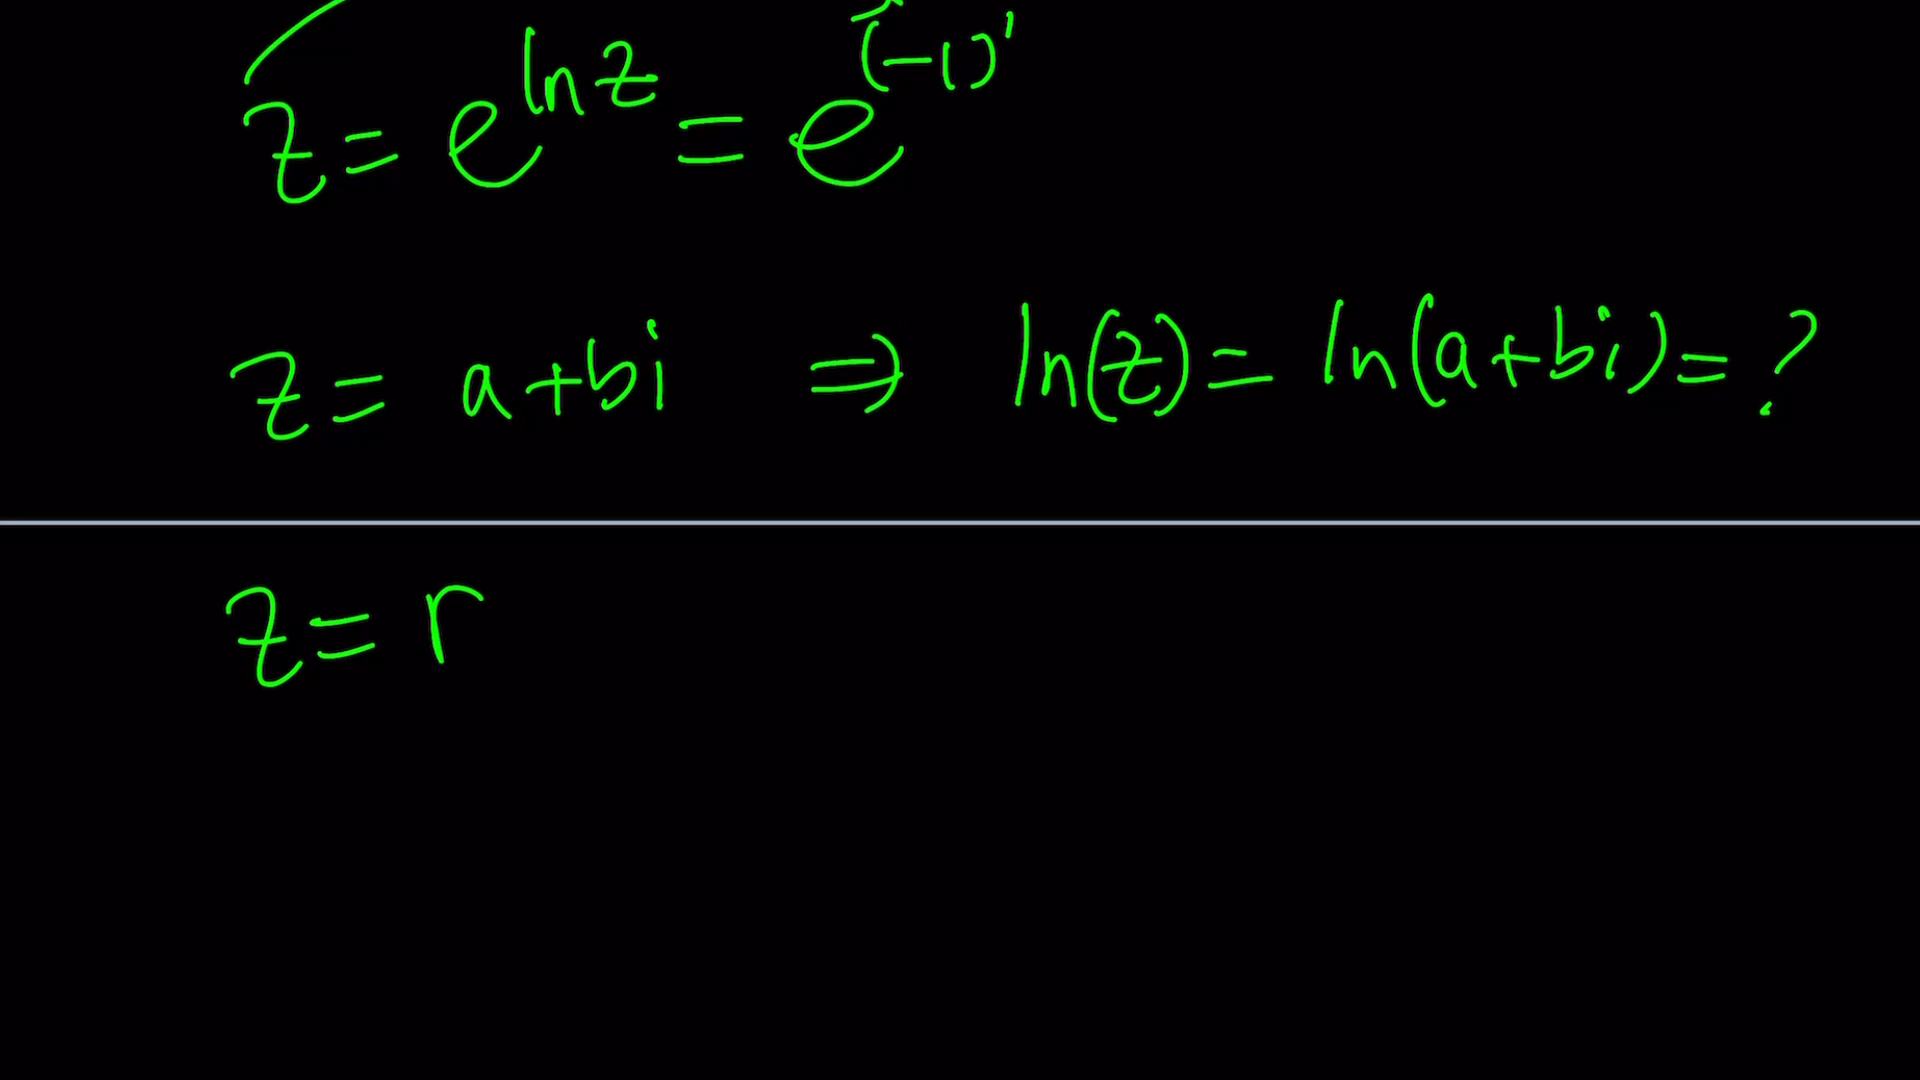 z = e^{ln z} = e^{(-1)^i}
z = a+bi ⇒ ln(z) = ln(a+bi) = ?
z = r